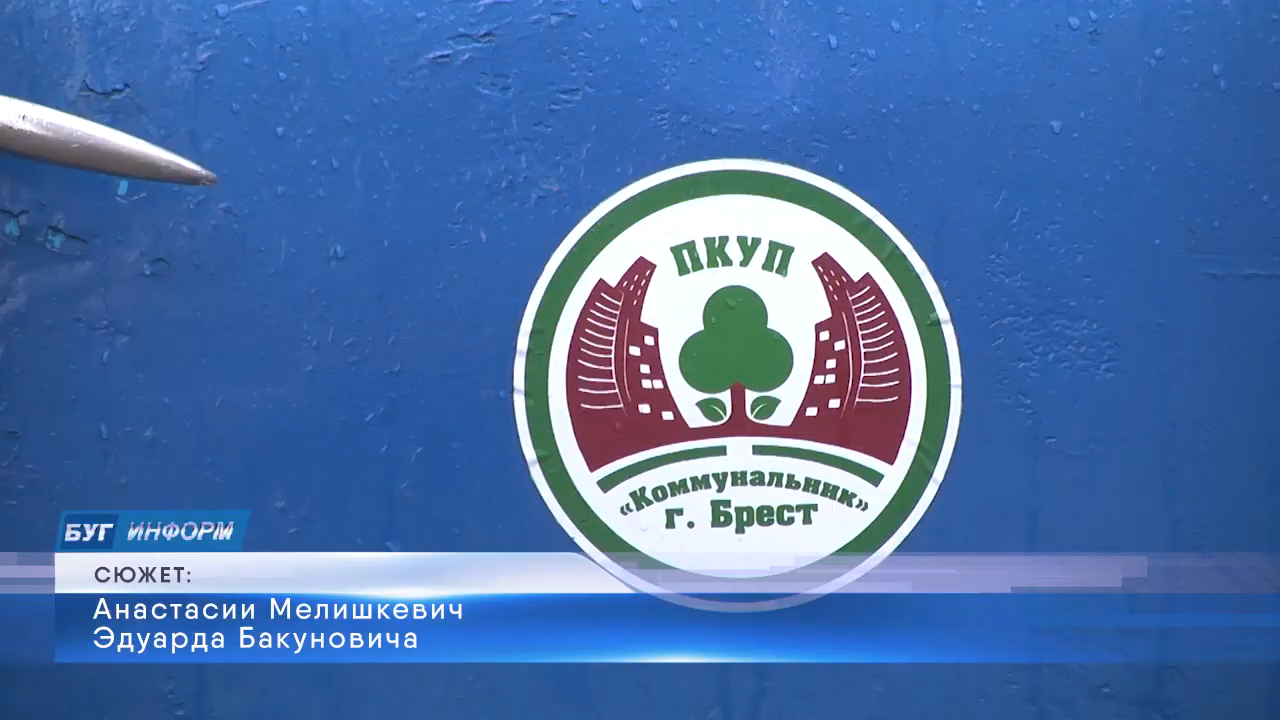 ПКУП
«Коммунальник»
г. Брест
БУГ ИНФОРМ
СЮЖЕТ:
Анастасии Мелишкевич
Эдуарда Бакуновича